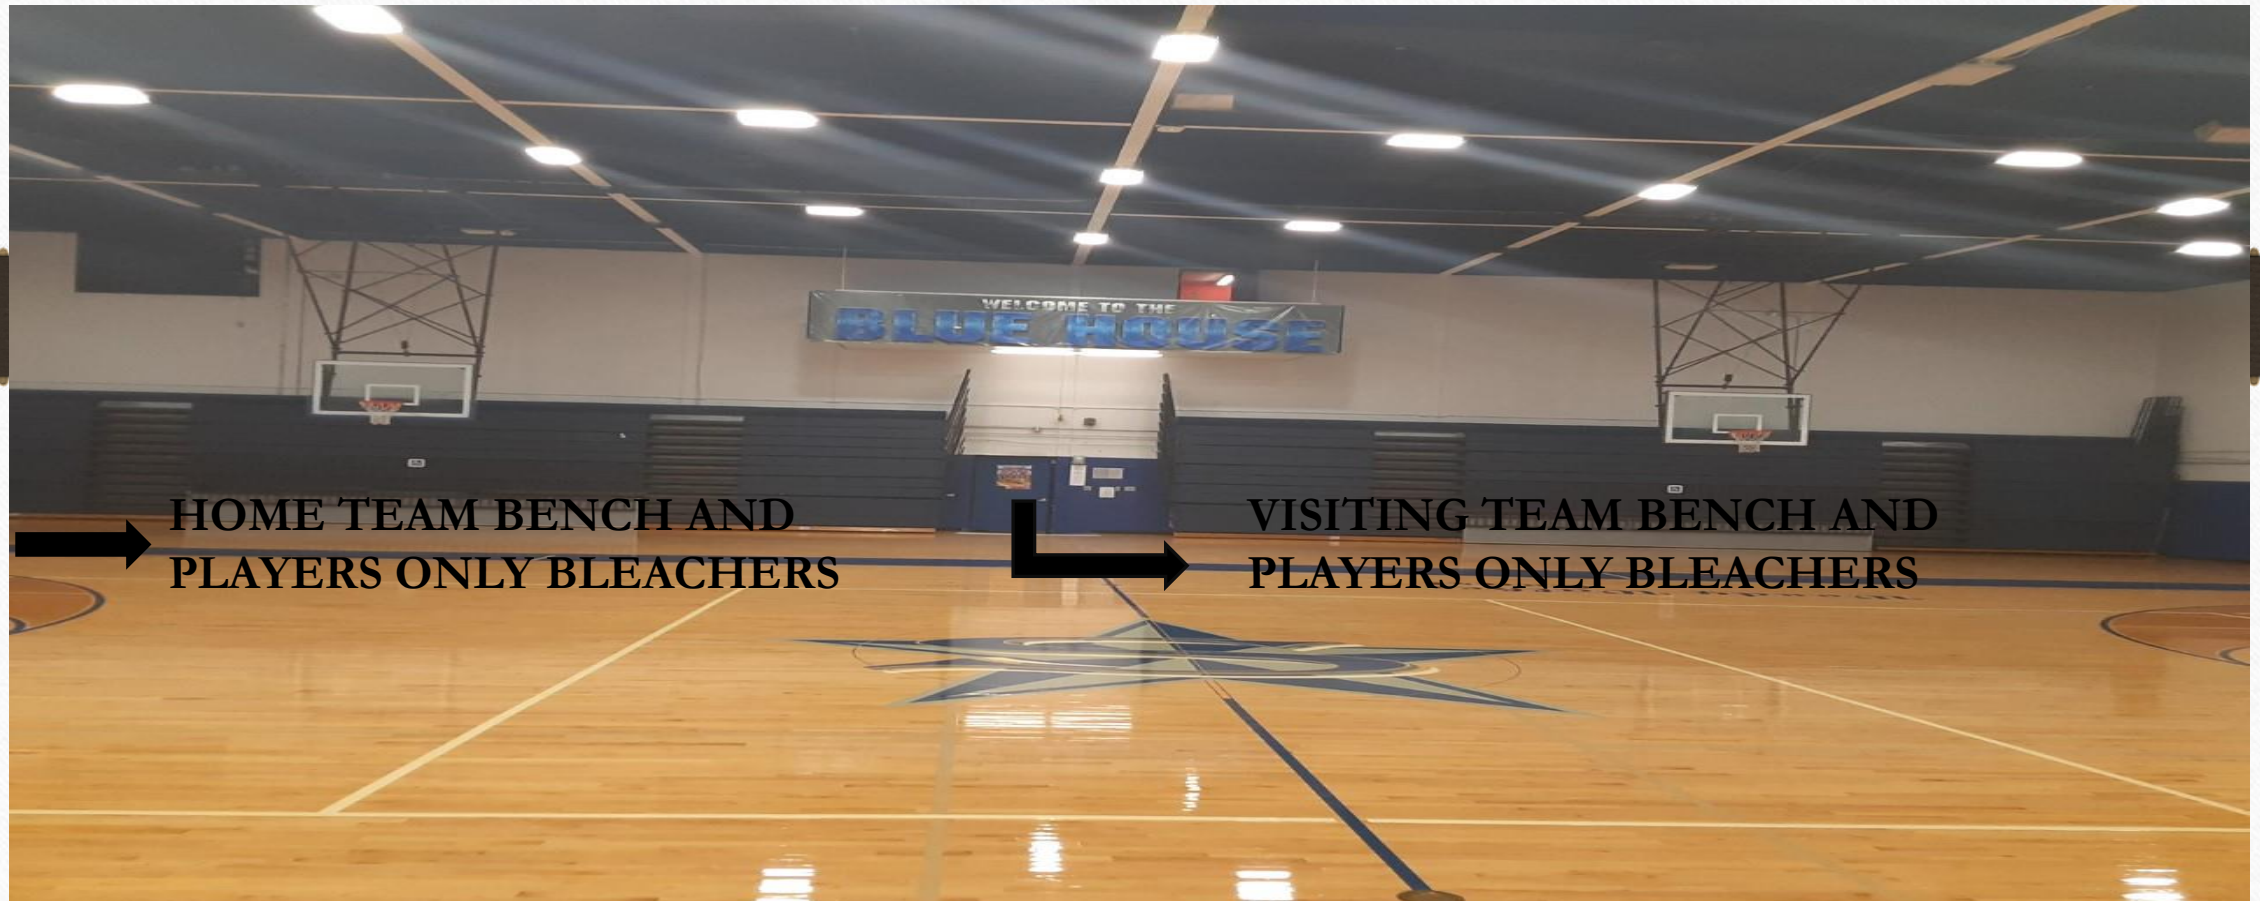 WELCOME TO THE
BLUE HOUSE
HOME TEAM BENCH AND
PLAYERS ONLY BLEACHERS
VISITING TEAM BENCH AND
PLAYERS ONLY BLEACHERS